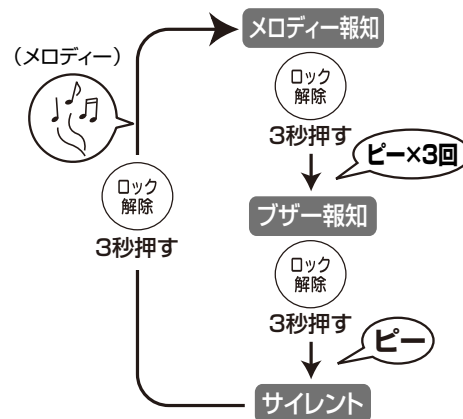 メロディー報知
(メロディー)
ロック
解除
3秒押す
ピー×3回
ロック
解除
3秒押す
ブザー報知
ロック
解除
3秒押す
ピー
サイレント